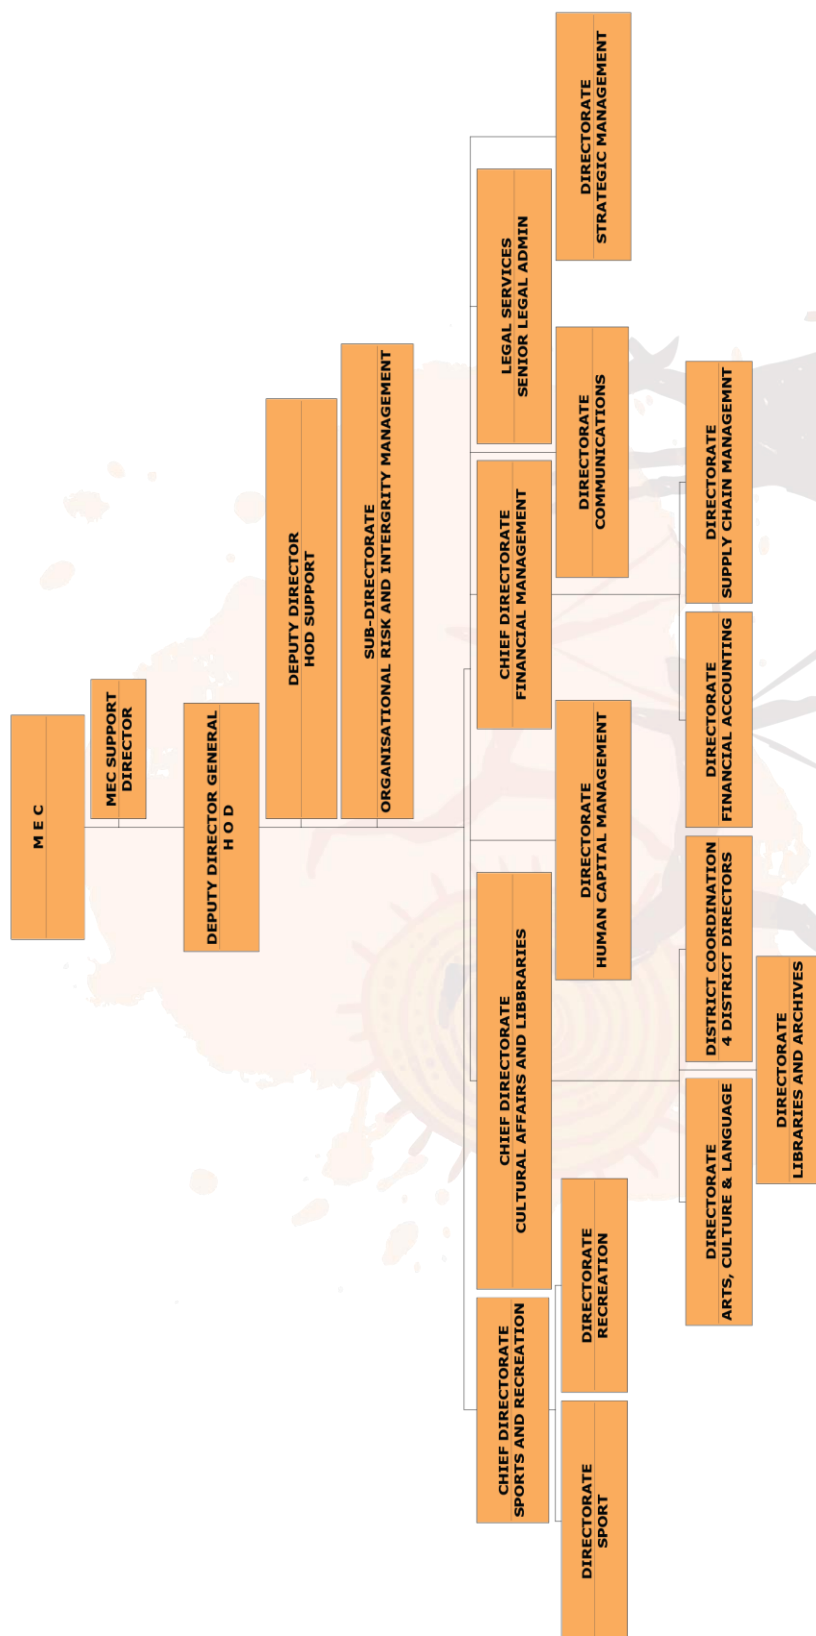 M E C
MEC SUPPORT
DIRECTOR
DEPUTY DIRECTOR GENERAL
H O D
DEPUTY DIRECTOR
HOD SUPPORT
SUB-DIRECTORATE
ORGANISATIONAL RISK AND INTERGRITY MANAGEMENT
CHIEF DIRECTORATE
SPORTS AND RECREATION
CHIEF DIRECTORATE
CULTURAL AFFAIRS AND LIBBRARIES
CHIEF DIRECTORATE
FINANCIAL MANAGEMENT
LEGAL SERVICES
SENIOR LEGAL ADMIN
DIRECTORATE
SPORT
DIRECTORATE
RECREATION
DIRECTORATE
HUMAN CAPITAL MANAGEMENT
DIRECTORATE
COMMUNICATIONS
DIRECTORATE
STRATEGIC MANAGEMENT
DIRECTORATE
ARTS, CULTURE & LANGUAGE
DISTRICT COORDINATION
4 DISTRICT DIRECTORS
DIRECTORATE
FINANCIAL ACCOUNTING
DIRECTORATE
SUPPLY CHAIN MANAGEMNT
DIRECTORATE
LIBRARIES AND ARCHIVES